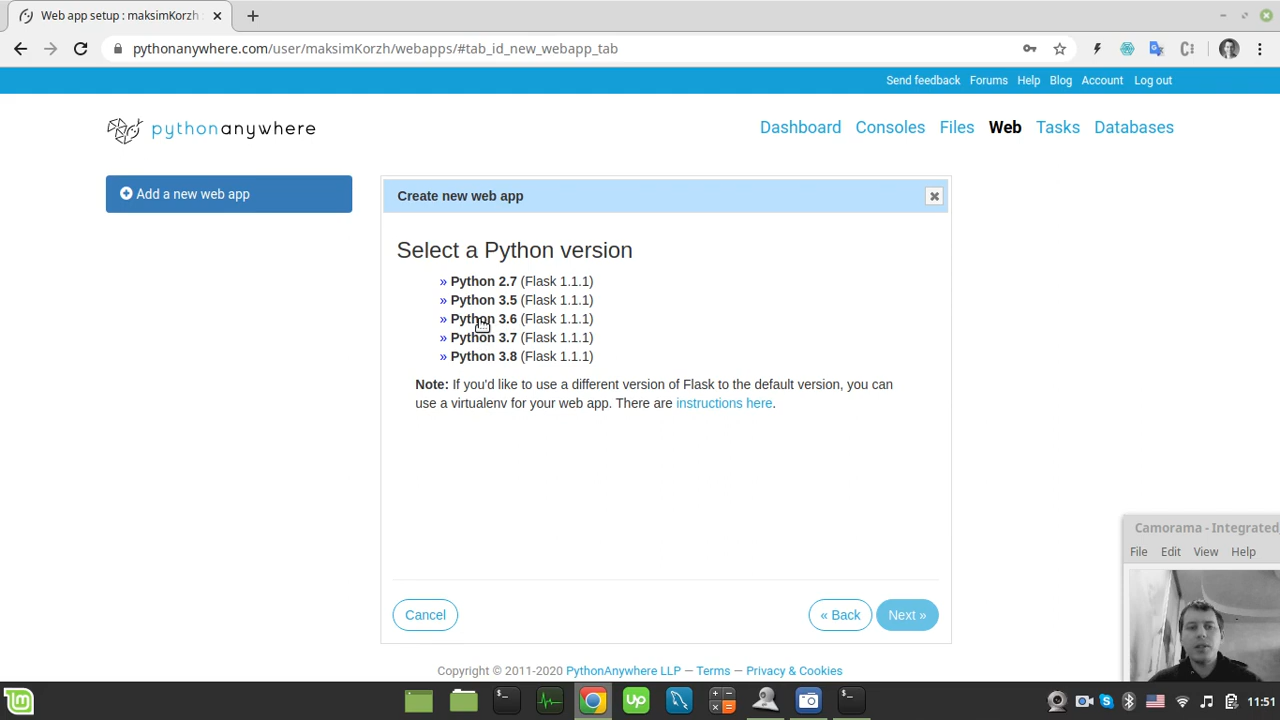 Web app setup : maksimKorzh
pythonanywhere.com/user/maksimKorzh/webapps/#tab_id_new_webapp_tab
Send feedback Forums Help Blog Account Log out
pythonanywhere
Dashboard Consoles Files Web Tasks Databases
Add a new web app
Create new web app
Select a Python version
» Python 2.7 (Flask 1.1.1)
» Python 3.5 (Flask 1.1.1)
» Python 3.6 (Flask 1.1.1)
» Python 3.7 (Flask 1.1.1)
» Python 3.8 (Flask 1.1.1)
Note: If you'd like to use a different version of Flask to the default version, you can
use a virtualenv for your web app. There are instructions here.
Cancel
« Back Next »
Camorama - Integrated
File Edit View Help
Copyright © 2011-2020 PythonAnywhere LLP — Terms — Privacy & Cookies
Up
11:51